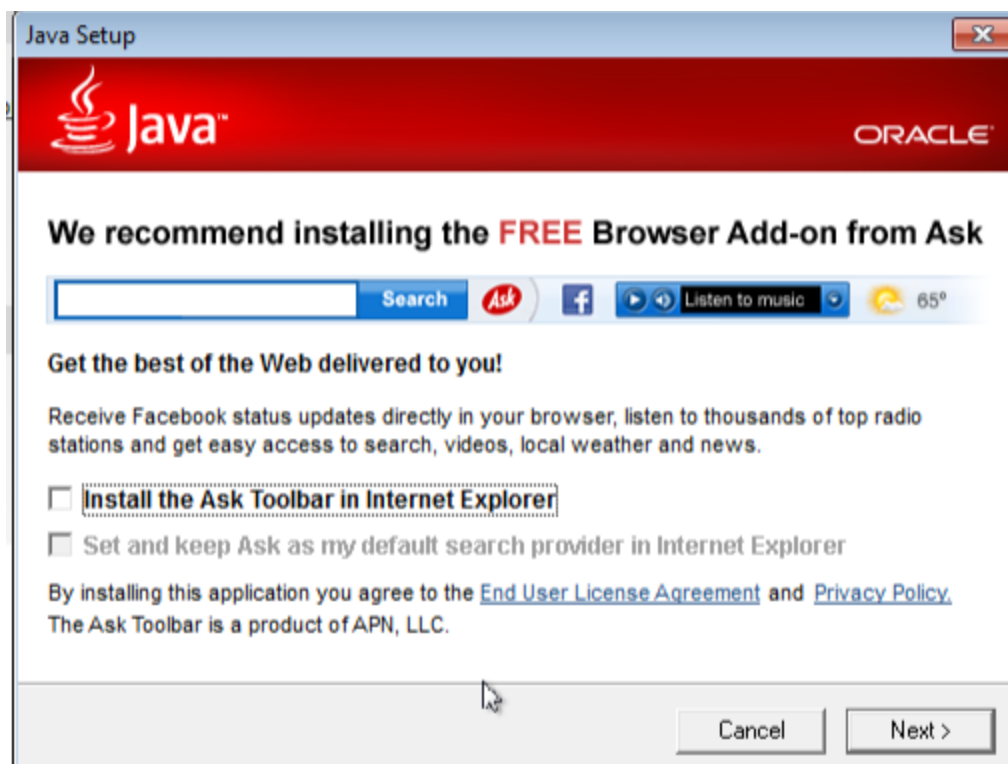 Java Setup
Java™
ORACLE
We recommend installing the FREE Browser Add-on from Ask
Search Ask Listen to music 65°
Get the best of the Web delivered to you!
Receive Facebook status updates directly in your browser, listen to thousands of top radio
stations and get easy access to search, videos, local weather and news.
Install the Ask Toolbar in Internet Explorer
Set and keep Ask as my default search provider in Internet Explorer
By installing this application you agree to the End User License Agreement and Privacy Policy.
The Ask Toolbar is a product of APN, LLC.
Cancel Next >